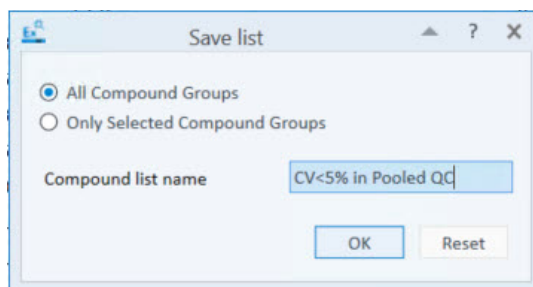 Ex
Save list
?
All Compound Groups
Only Selected Compound Groups
Compound list name
CV<5% in Pooled QC
OK
Reset